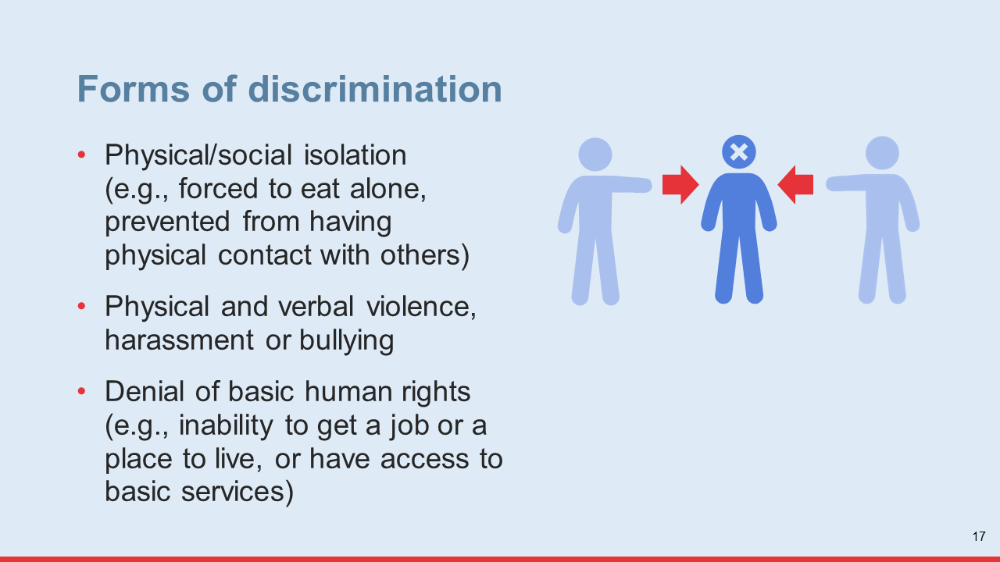 Forms of discrimination
• Physical/social isolation
(e.g., forced to eat alone,
prevented from having
physical contact with others)
• Physical and verbal violence,
harassment or bullying
• Denial of basic human rights
(e.g., inability to get a job or a
place to live, or have access to
basic services)
17